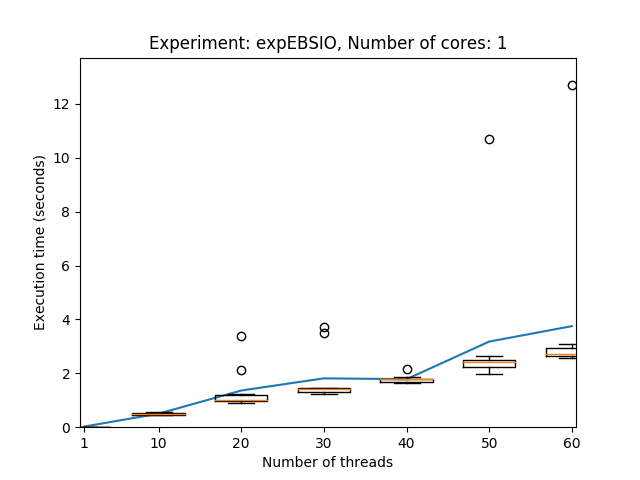 Experiment: expEBSIO, Number of cores: 1
Execution time (seconds)
12
10
8
6
4
2
0
1 10 20 30 40 50 60
Number of threads